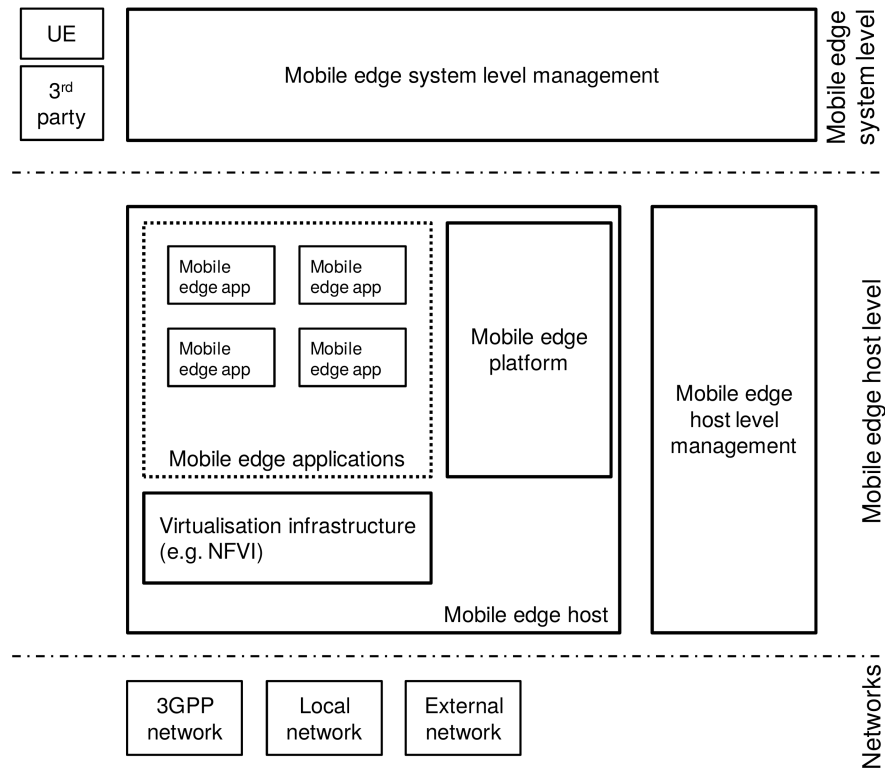 UE
3rd
party
Mobile edge system level management
Mobile edge
system level
Mobile
edge app
Mobile
edge app
Mobile
edge app
Mobile
edge app
Mobile edge applications
Mobile edge
platform
Virtualisation infrastructure
(e.g. NFVI)
Mobile edge host
Mobile edge
host level
management
Mobile edge host level
3GPP
network
Local
network
External
network
Networks